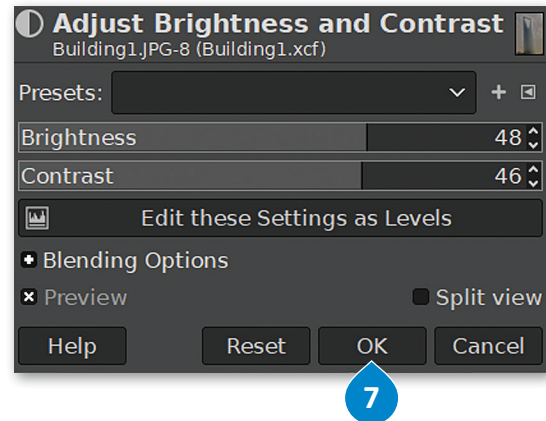 Adjust Brightness and Contrast
Building1.JPG-8 (Building1.xcf)
Presets:
Brightness 48
Contrast 46
Edit these Settings as Levels
Blending Options
Preview Split view
Help Reset OK Cancel
7